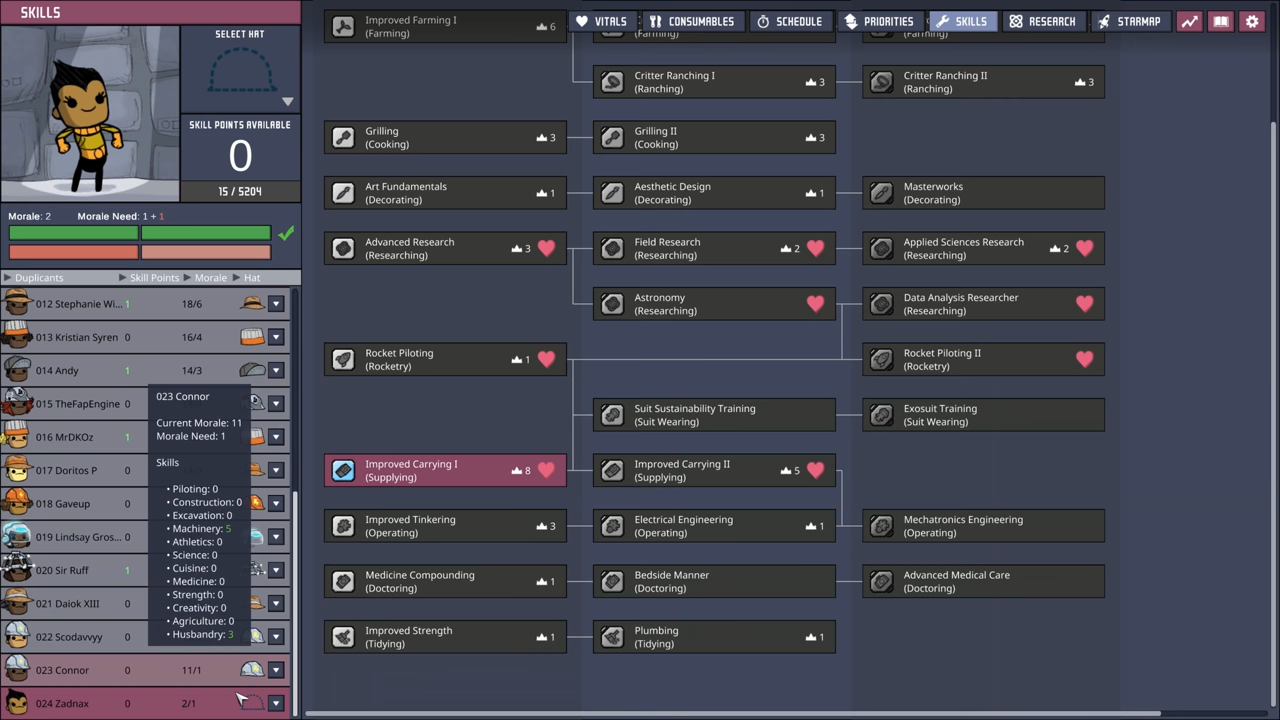 SKILLS
SELECT HAT
SKILL POINTS AVAILABLE
0
15 / 5204
Morale: 2 Morale Need: 1 + 1
Duplicants Skill Points Morale Hat
012 Stephanie Wi... 1 18/6
013 Kristian Syren 0 16/4
014 Andy 1 14/3
015 TheFapEngine 0
016 MrDKOz 1
017 Doritos P 0
018 Gaveup 0
019 Lindsay Gros... 0
020 Sir Ruff 1
021 Daiok XIII 0
022 Scodavvyy 0
023 Connor 0 11/1
024 Zadnax 0 2/1
023 Connor
Current Morale: 11
Morale Need: 1
Skills
• Piloting: 0
• Construction: 0
• Excavation: 0
• Machinery: 5
• Athletics: 0
• Science: 0
• Cuisine: 0
• Medicine: 0
• Strength: 0
• Creativity: 0
• Agriculture: 0
• Husbandry: 3
VITALS
CONSUMABLES
SCHEDULE
PRIORITIES
SKILLS
RESEARCH
STARMAP
Improved Farming I 6
(Farming)
(Farming)
(Farming)
Critter Ranching I 3
(Ranching)
Critter Ranching II 3
(Ranching)
Grilling 3
(Cooking)
Grilling II 3
(Cooking)
Art Fundamentals 1
(Decorating)
Aesthetic Design 1
(Decorating)
Masterworks
(Decorating)
Advanced Research 3
(Researching)
Field Research 2
(Researching)
Applied Sciences Research 2
(Researching)
Astronomy
(Researching)
Data Analysis Researcher
(Researching)
Rocket Piloting 1
(Rocketry)
Rocket Piloting II
(Rocketry)
Suit Sustainability Training
(Suit Wearing)
Exosuit Training
(Suit Wearing)
Improved Carrying I 8
(Supplying)
Improved Carrying II 5
(Supplying)
Improved Tinkering 3
(Operating)
Electrical Engineering 1
(Operating)
Mechatronics Engineering
(Operating)
Medicine Compounding 1
(Doctoring)
Bedside Manner
(Doctoring)
Advanced Medical Care
(Doctoring)
Improved Strength 1
(Tidying)
Plumbing 1
(Tidying)